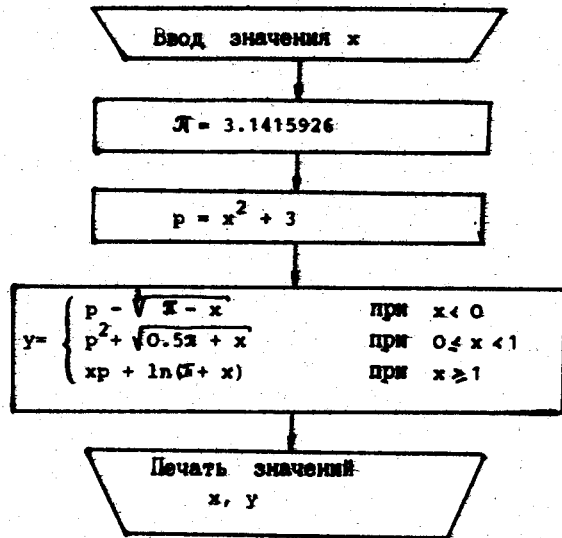 Ввод значения x
π = 3.1415926
p = x² + 3
y= { p - √(π - x) при x < 0
p² + √(0.5π + x) при 0 ≤ x < 1
xp + ln(π + x) при x ≥ 1
Печать значений
x, y